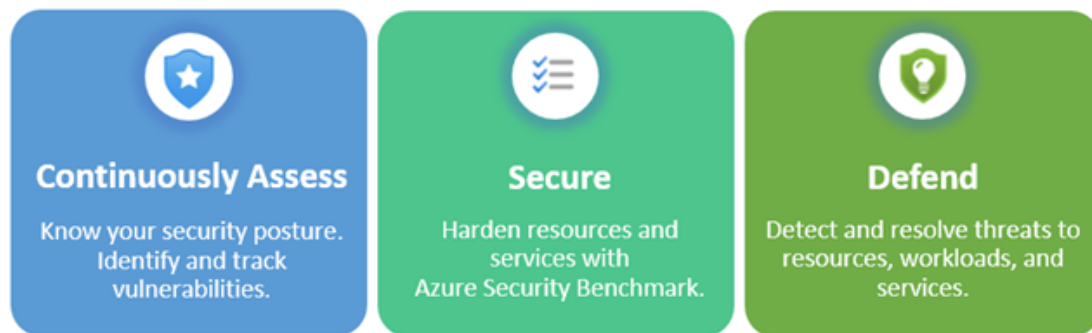 Continuously Assess
Know your security posture.
Identify and track
vulnerabilities.
Secure
Harden resources and
services with
Azure Security Benchmark.
Defend
Detect and resolve threats to
resources, workloads, and
services.